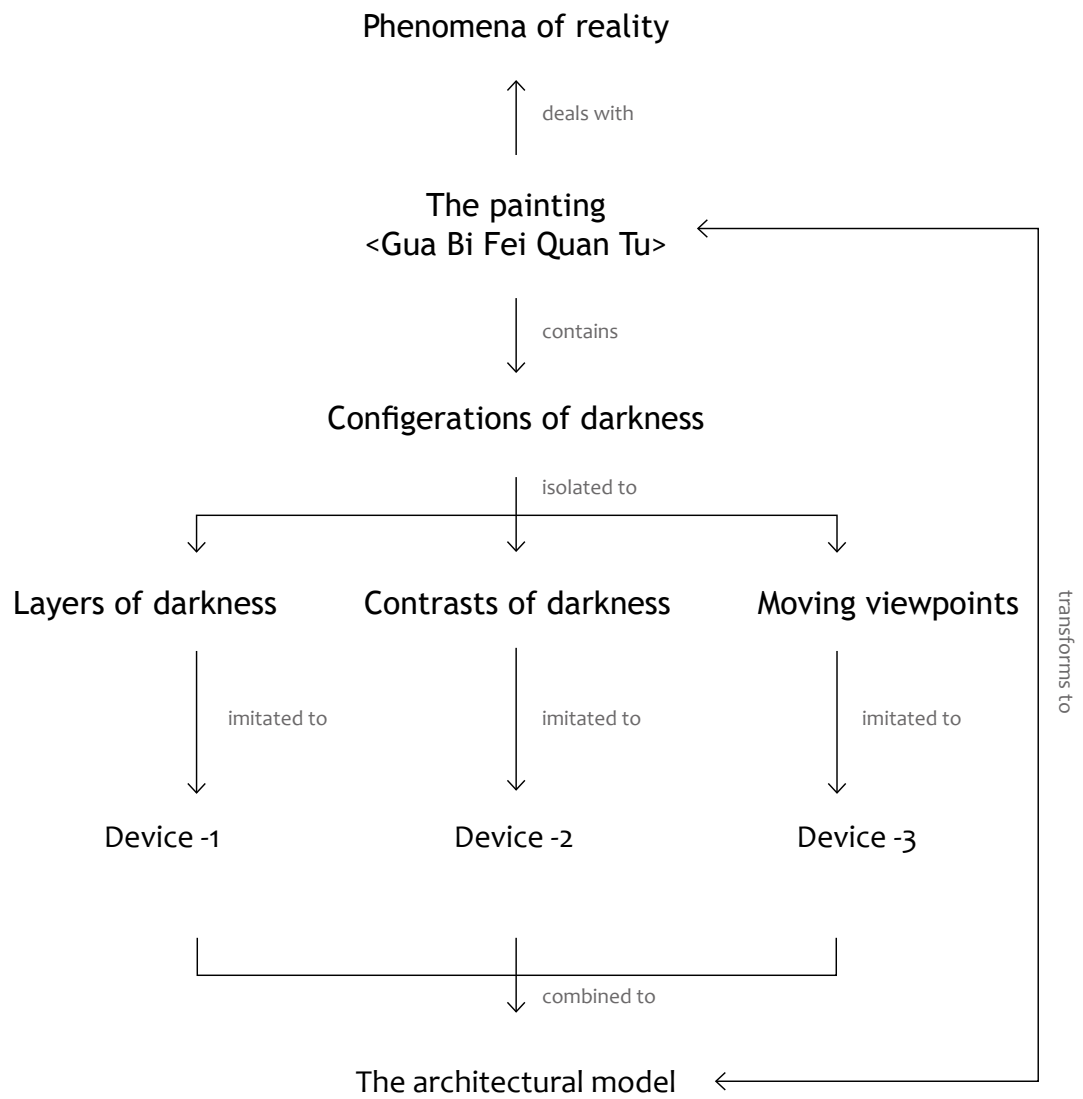 Phenomena of reality
deals with
The painting
<Gua Bi Fei Quan Tu>
contains
Configerations of darkness
isolated to
Layers of darkness
Contrasts of darkness
Moving viewpoints
transforms to
imitated to
imitated to
imitated to
Device -1
Device -2
Device -3
combined to
The architectural model